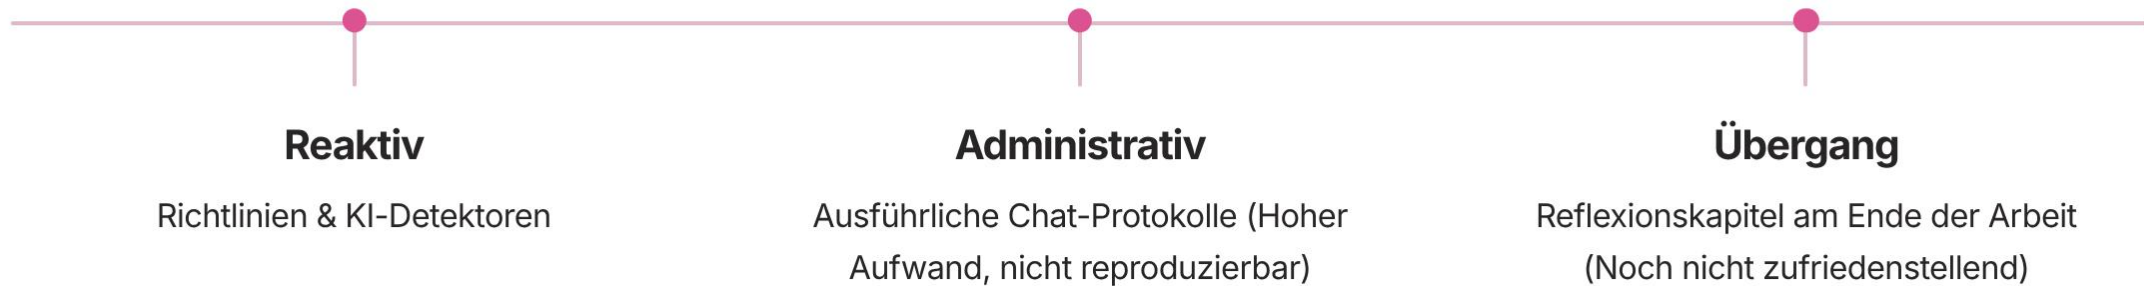 Reaktiv
Richtlinien & KI-Detektoren
Administrativ
Ausführliche Chat-Protokolle (Hoher
Aufwand, nicht reproduzierbar)
Übergang
Reflexionskapitel am Ende der Arbeit
(Noch nicht zufriedenstellend)